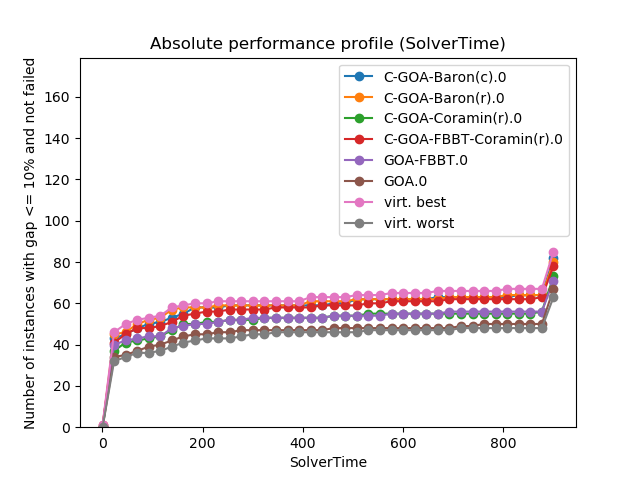 Absolute performance profile (SolverTime)
Number of instances with gap <= 10% and not failed
160
140
120
100
80
60
40
20
0
C-GOA-Baron(c).0
C-GOA-Baron(r).0
C-GOA-Coramin(r).0
C-GOA-FBBT-Coramin(r).0
GOA-FBBT.0
GOA.0
virt. best
virt. worst
0 200 400 600 800
SolverTime